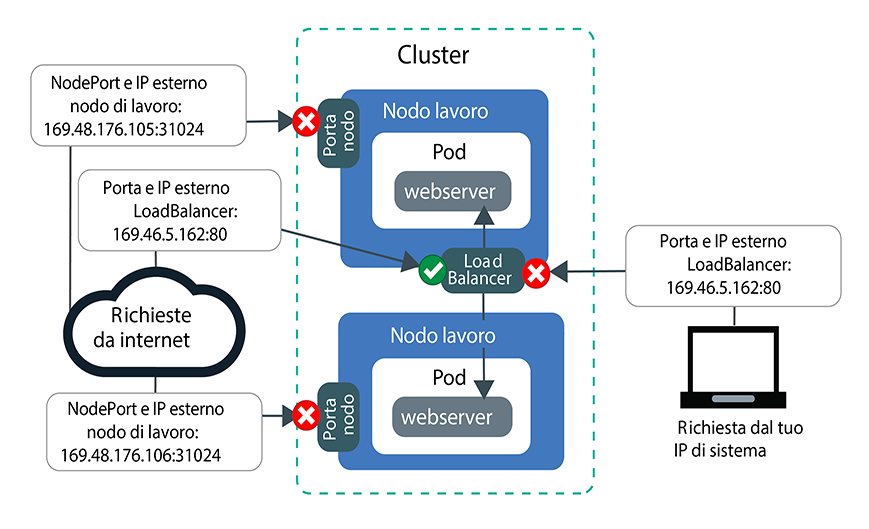 Cluster
NodePort e IP esterno
nodo di lavoro:
169.48.176.105:31024
Porta
nodo
Nodo lavoro
Pod
webserver
Porta e IP esterno
LoadBalancer:
169.46.5.162:80
Load
Balancer
Porta e IP esterno
LoadBalancer:
169.46.5.162:80
Richieste
da internet
Nodo lavoro
Pod
webserver
Porta
nodo
NodePort e IP esterno
nodo di lavoro:
169.48.176.106:31024
Richiesta dal tuo
IP di sistema